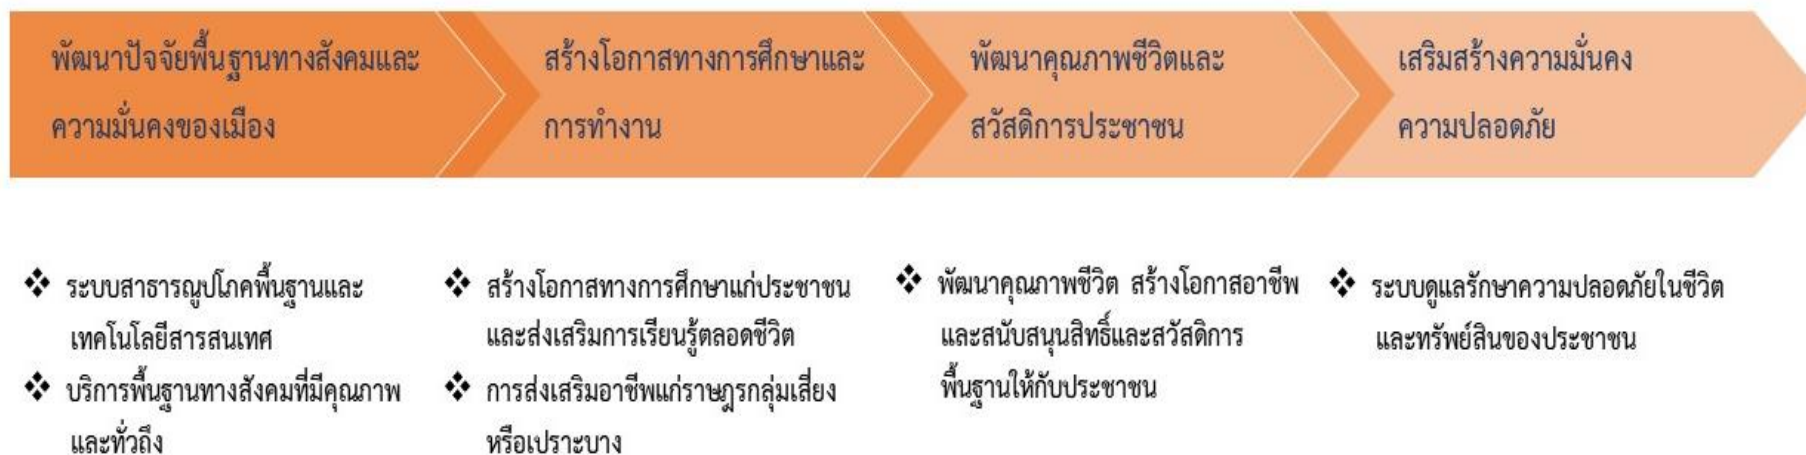 พัฒนาปัจจัยพื้นฐานทางสังคมและ
ความมั่นคงของเมือง
สร้างโอกาสทางการศึกษาและ
การทำงาน
พัฒนาคุณภาพชีวิตและ
สวัสดิการประชาชน
เสริมสร้างความมั่นคง
ความปลอดภัย
❖ ระบบสาธารณูปโภคพื้นฐานและ
เทคโนโลยีสารสนเทศ
❖ บริการพื้นฐานทางสังคมที่มีคุณภาพ
และทั่วถึง
❖ สร้างโอกาสทางการศึกษาแก่ประชาชน
และส่งเสริมการเรียนรู้ตลอดชีวิต
❖ การส่งเสริมอาชีพแก่ราษฎรกลุ่มเสี่ยง
หรือเปราะบาง
❖ พัฒนาคุณภาพชีวิต สร้างโอกาสอาชีพ
และสนับสนุนสิทธิ์และสวัสดิการ
พื้นฐานให้กับประชาชน
❖ ระบบดูแลรักษาความปลอดภัยในชีวิต
และทรัพย์สินของประชาชน